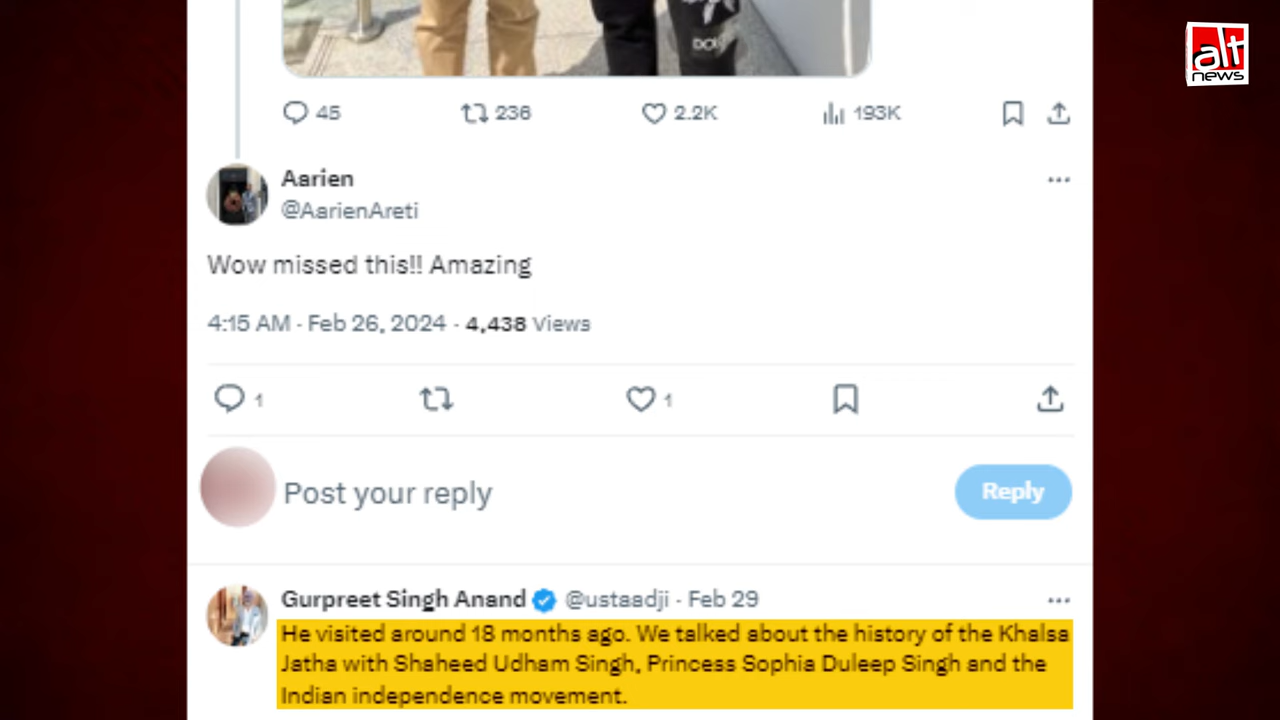 alt
news
DOL
45 236 2.2K 193K
Aarien
@AarienAreti
Wow missed this!! Amazing
4:15 AM · Feb 26, 2024 · 4,438 Views
1 1
Post your reply
Reply
Gurpreet Singh Anand @ustaadji · Feb 29
He visited around 18 months ago. We talked about the history of the Khalsa
Jatha with Shaheed Udham Singh, Princess Sophia Duleep Singh and the
Indian independence movement.